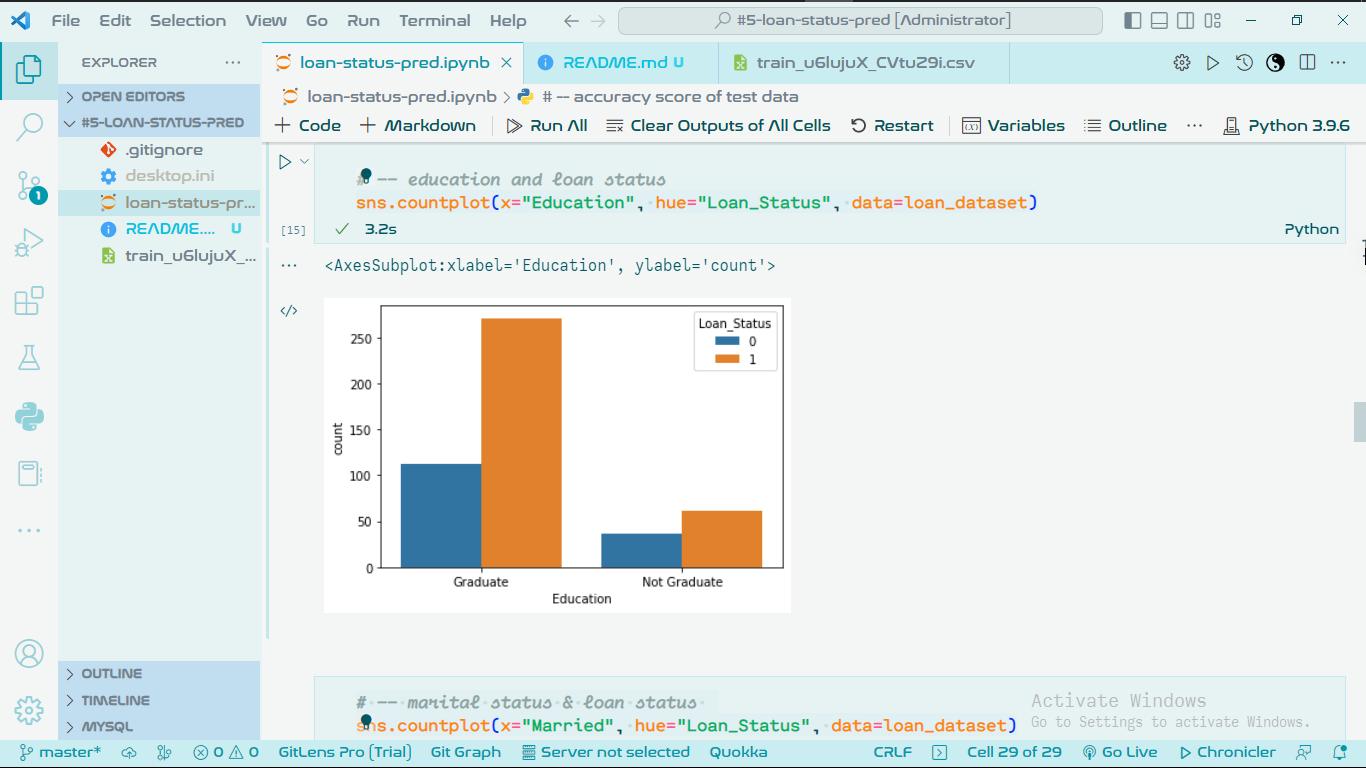 File Edit Selection View Go Run Terminal Help #5-loan-status-pred [Administrator]
EXPLORER ··· loan-status-pred.ipynb README.md U train_u6lujuX_CVtuZ9i.csv ···
OPEN EDITORS
#5-LOAN-STATUS-PRED
.gitignore
desktop.ini
loan-status-pr...
README.... U
train_u6lujuX_...
1
OUTLINE
TIMELINE
MYSQL
loan-status-pred.ipynb > # -- accuracy score of test data
+ Code + Markdown Run All Clear Outputs of All Cells Restart Variables Outline ··· Python 3.9.6
# -- education and loan status
sns.countplot(x="Education", hue="Loan_Status", data=loan_dataset)
[15] 3.2s Python
<AxesSubplot:xlabel='Education', ylabel='count'>
Loan_Status
0
1
250
200
150
100
50
0
count
Graduate Not Graduate
Education
# -- marital status & loan status
sns.countplot(x="Married", hue="Loan_Status", data=loan_dataset)
Activate Windows
Go to Settings to activate Windows.
master* 0 0 GitLens Pro (Trial) Git Graph Server not selected Quokka CRLF Cell 29 of 29 Go Live Chronicler